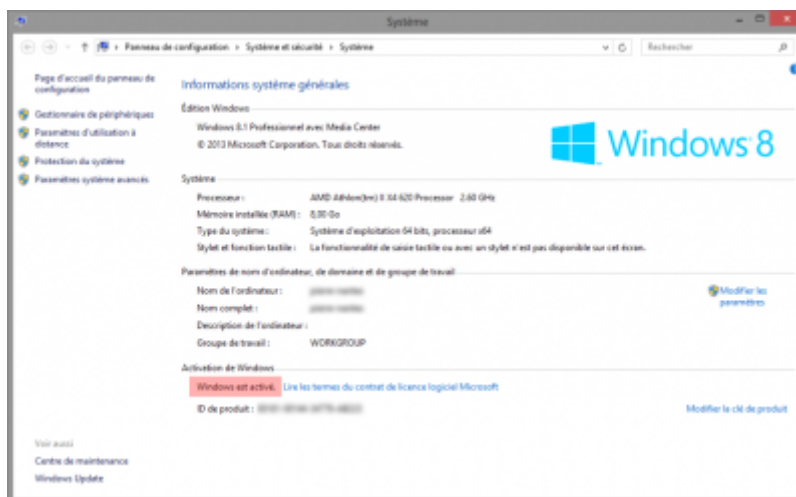 Système
Panneau de configuration › Système et sécurité › Système
Rechercher
Page d'accueil du panneau de
configuration
Gestionnaire de périphériques
Paramètres d'utilisation à
distance
Protection du système
Paramètres système avancés
Informations système générales
Édition Windows
Windows 8.1 Professionnel avec Media Center
© 2013 Microsoft Corporation. Tous droits réservés.
Windows 8
Système
Processeur : AMD Athlon(tm) II X4 620 Processor 2.60 GHz
Mémoire installée (RAM) : 8,00 Go
Type du système : Système d'exploitation 64 bits, processeur x64
Stylet et fonction tactile : La fonctionnalité de saisie tactile ou avec un stylet n'est pas disponible sur cet écran.
Paramètres de nom d'ordinateur, de domaine et de groupe de travail
Nom de l'ordinateur :
Modifier les
paramètres
Nom complet :
Description de l'ordinateur :
Groupe de travail : WORKGROUP
Activation de Windows
Windows est activé. Lire les termes du contrat de licence logiciel Microsoft
ID de produit :
Modifier la clé de produit
Voir aussi
Centre de maintenance
Windows Update